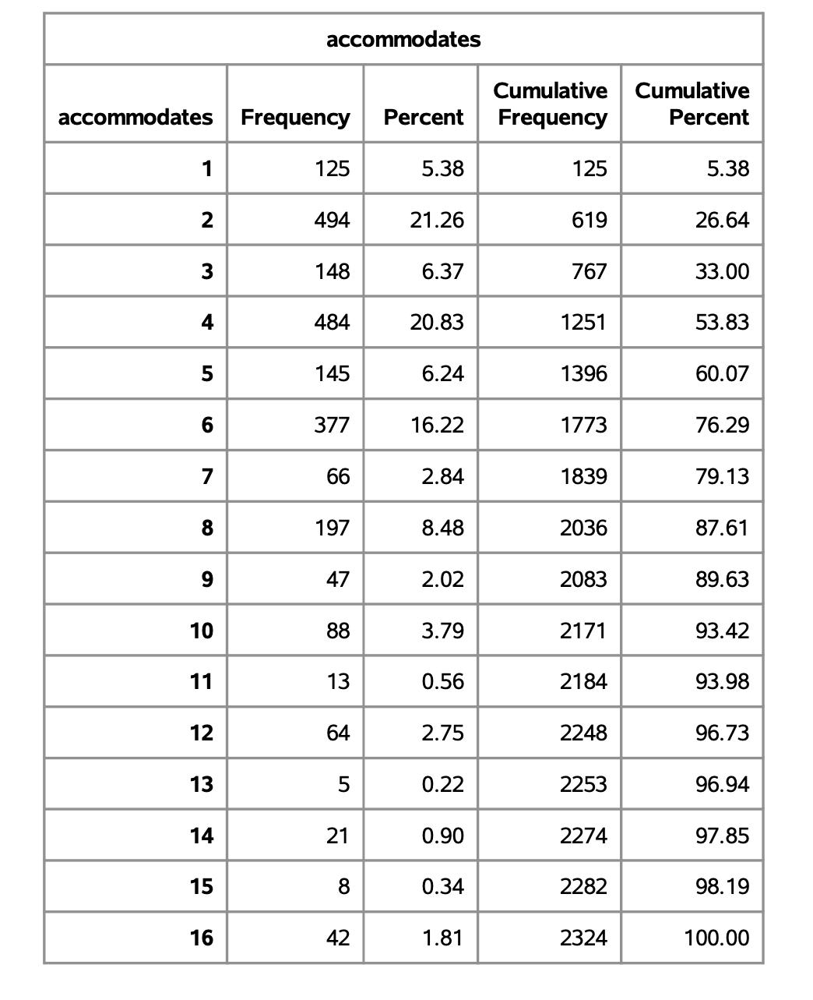 accommodates
accommodates Frequency Percent Cumulative Frequency Cumulative Percent
1 125 5.38 125 5.38
2 494 21.26 619 26.64
3 148 6.37 767 33.00
4 484 20.83 1251 53.83
5 145 6.24 1396 60.07
6 377 16.22 1773 76.29
7 66 2.84 1839 79.13
8 197 8.48 2036 87.61
9 47 2.02 2083 89.63
10 88 3.79 2171 93.42
11 13 0.56 2184 93.98
12 64 2.75 2248 96.73
13 5 0.22 2253 96.94
14 21 0.90 2274 97.85
15 8 0.34 2282 98.19
16 42 1.81 2324 100.00